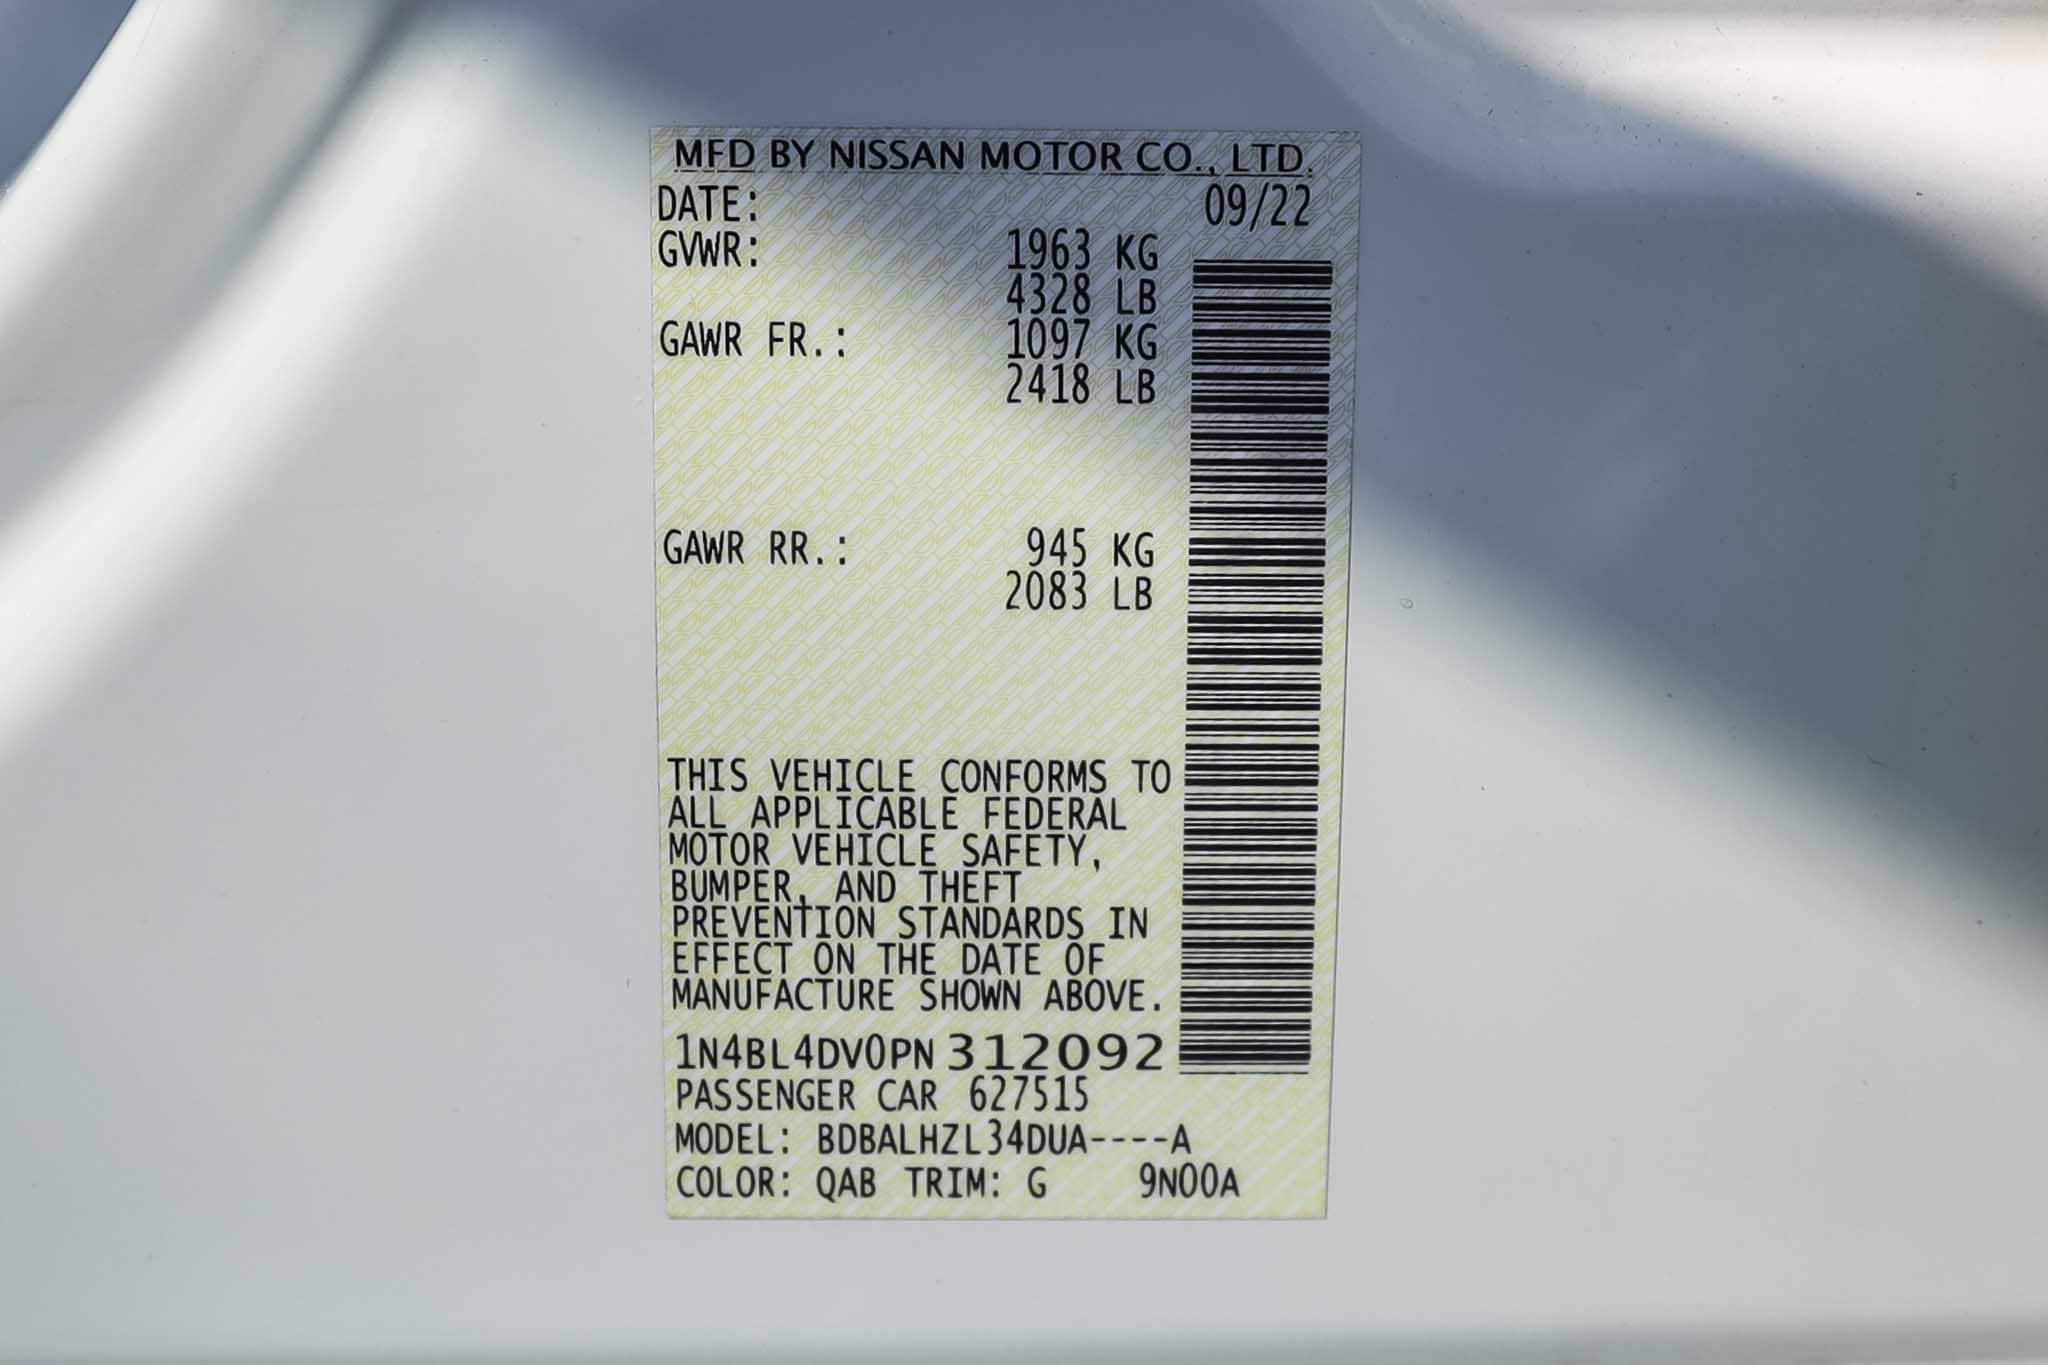 MFD BY NISSAN MOTOR CO., LTD.
DATE: 09/22
GVWR: 1963 KG
4328 LB
GAWR FR.: 1097 KG
2418 LB
GAWR RR.: 945 KG
2083 LB
THIS VEHICLE CONFORMS TO
ALL APPLICABLE FEDERAL
MOTOR VEHICLE SAFETY,
BUMPER, AND THEFT
PREVENTION STANDARDS IN
EFFECT ON THE DATE OF
MANUFACTURE SHOWN ABOVE.
1N4BL4DV0PN312092
PASSENGER CAR 627515
MODEL: BDBALHZL34DUA----A
COLOR: QAB TRIM: G 9N00A